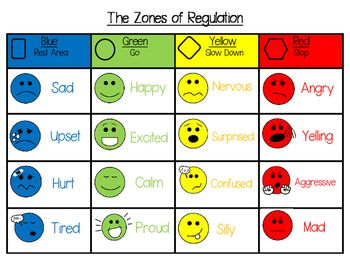 The Zones of Regulation
Blue
Rest Area
Green
Go
Yellow
Slow Down
Red
Stop
Sad
Happy
Nervous
Angry
Upset
Excited
Surprised
Yelling
Hurt
Calm
Confused
Aggressive
Tired
Proud
Silly
Mad